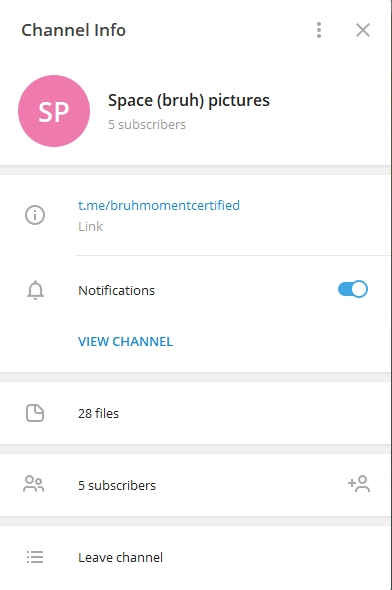 Channel Info
SP
Space (bruh) pictures
5 subscribers
t.me/bruhmomentcertified
Link
Notifications
VIEW CHANNEL
28 files
5 subscribers
Leave channel